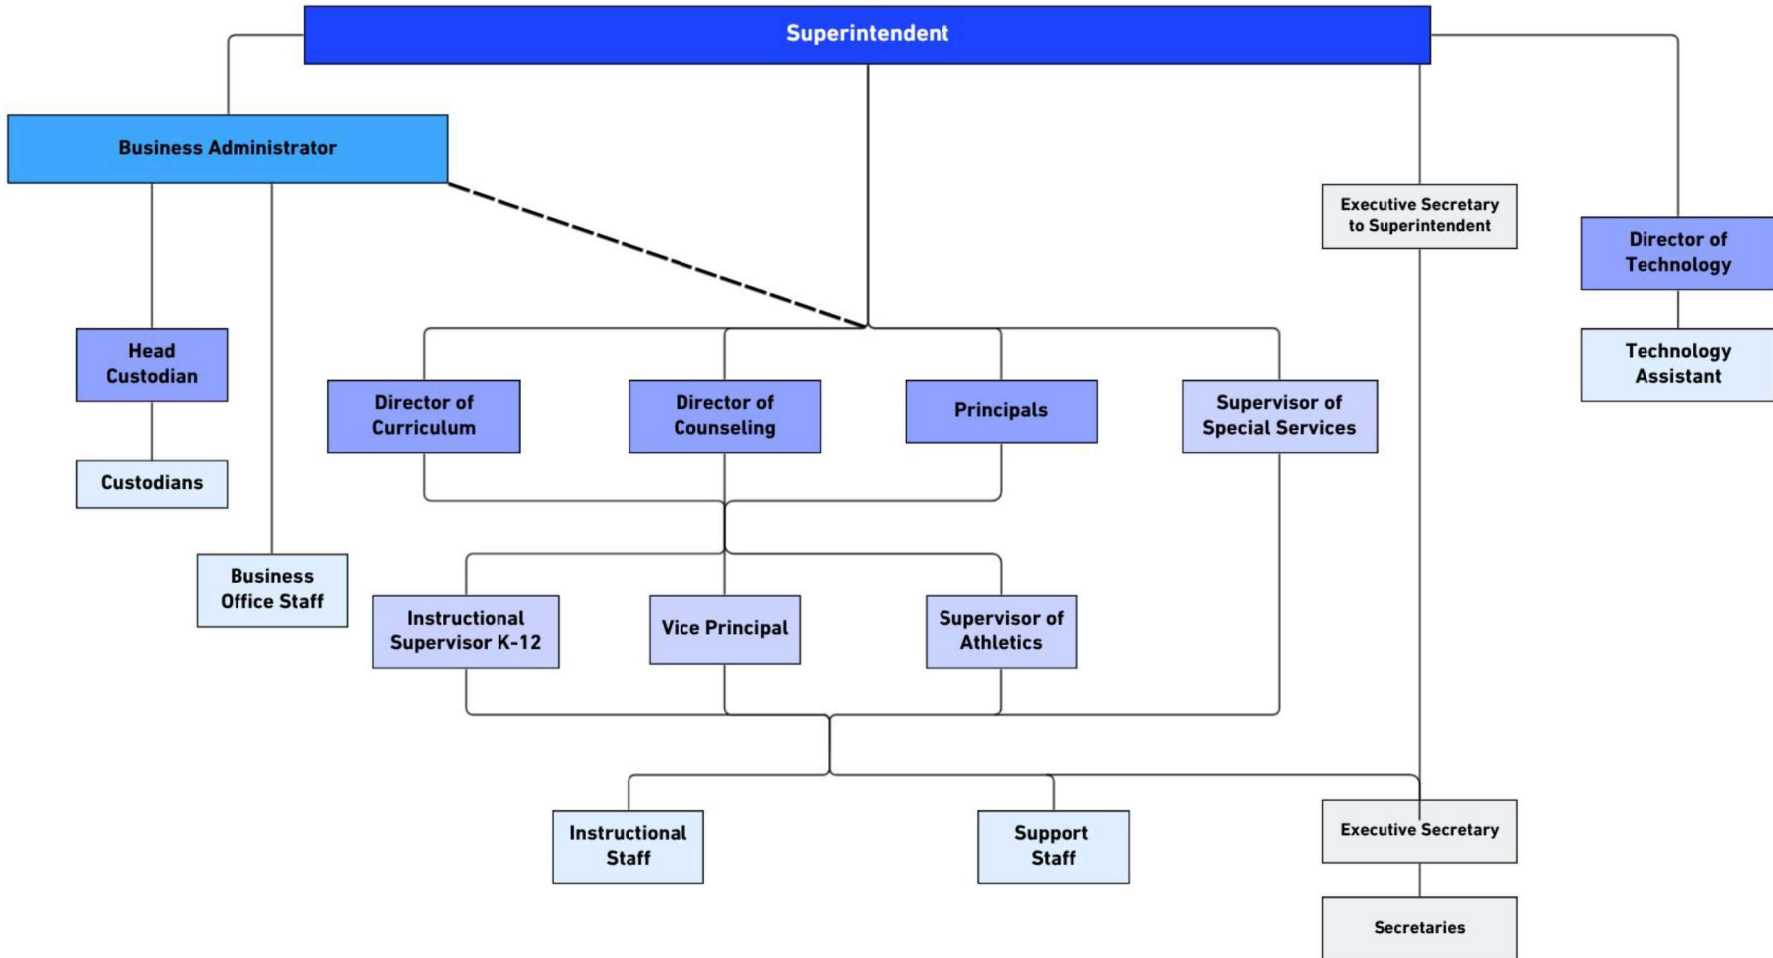 Superintendent
Business Administrator
Executive Secretary
to Superintendent
Director of
Technology
Head
Custodian
Technology
Assistant
Director of
Curriculum
Director of
Counseling
Principals
Supervisor of
Special Services
Custodians
Business
Office Staff
Instructional
Supervisor K-12
Vice Principal
Supervisor of
Athletics
Instructional
Staff
Support
Staff
Executive Secretary
Secretaries